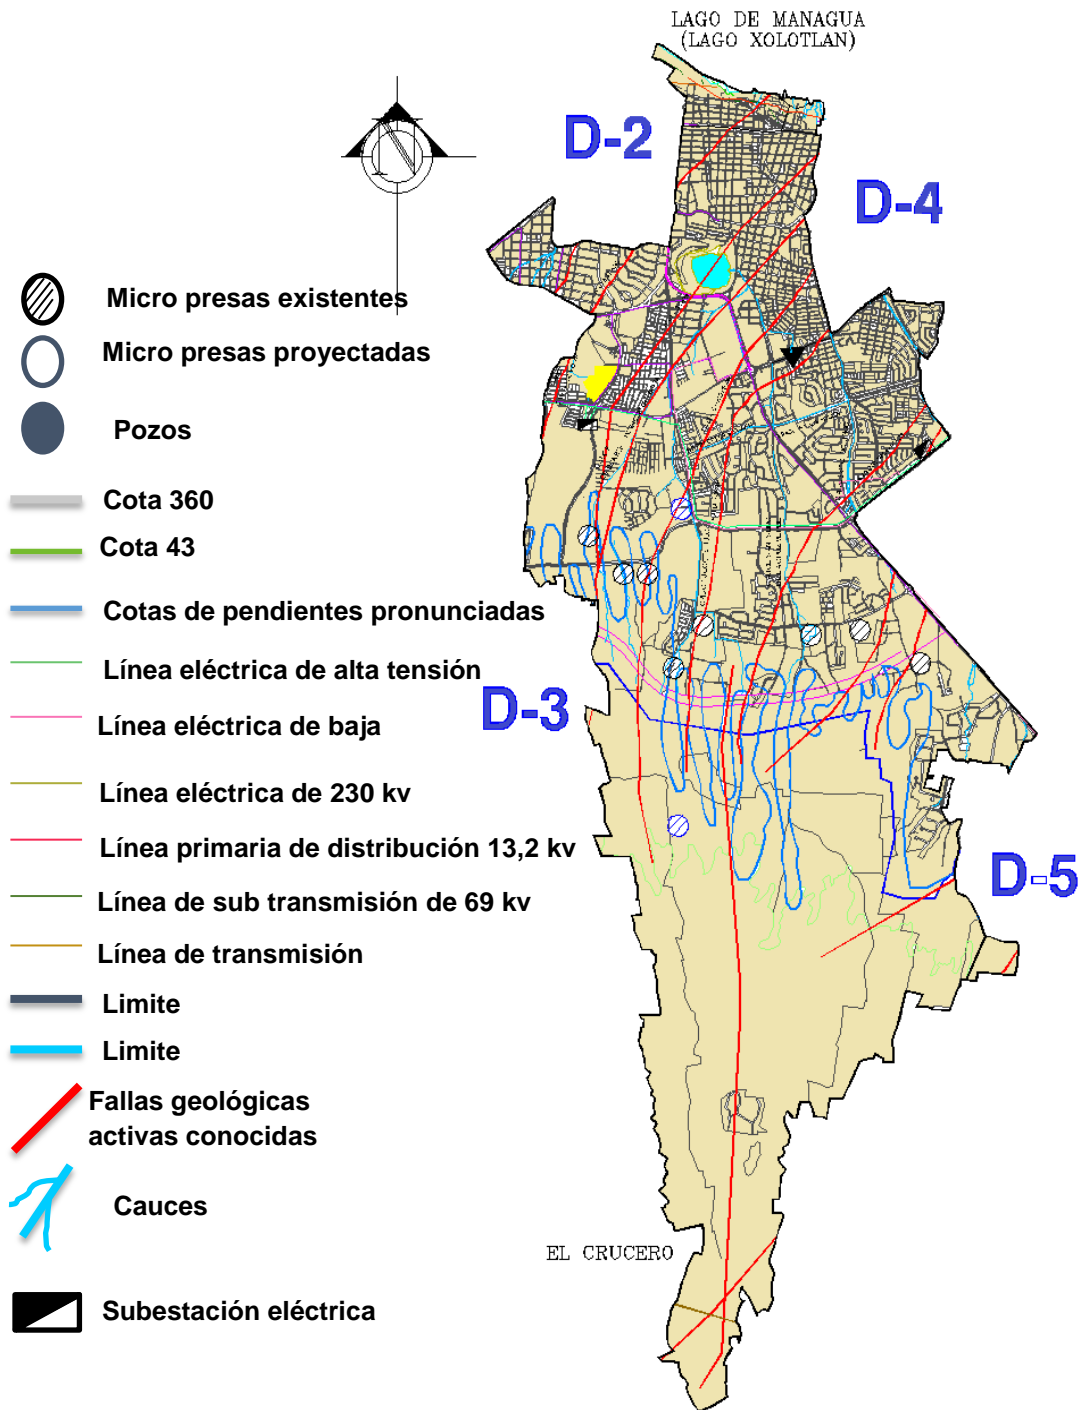 LAGO DE MANAGUA
(LAGO XOLOTLAN)
D-2
D-4
Micro presas existentes
Micro presas proyectadas
Pozos
Cota 360
Cota 43
Cotas de pendientes pronunciadas
Línea eléctrica de alta tensión
D-3
Línea eléctrica de baja
Línea eléctrica de 230 kv
Línea primaria de distribución 13,2 kv
D-5
Línea de sub transmisión de 69 kv
Línea de transmisión
Limite
Limite
Fallas geológicas
activas conocidas
Cauces
EL CRUCERO
Subestación eléctrica